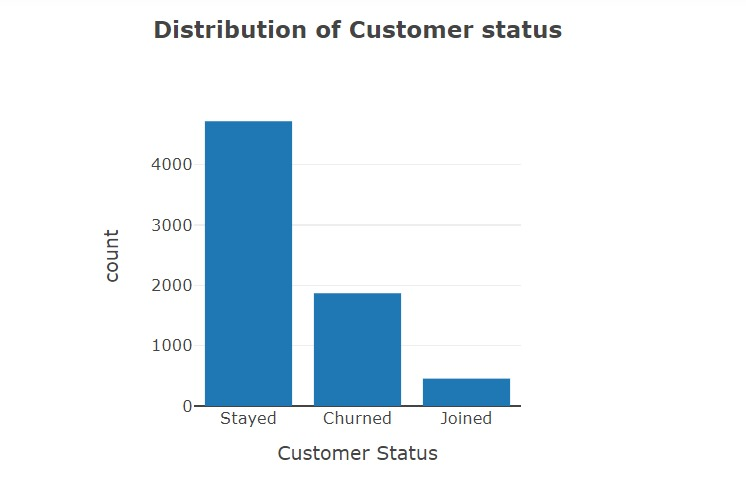 Distribution of Customer status
count
4000
3000
2000
1000
0
Stayed Churned Joined
Customer Status